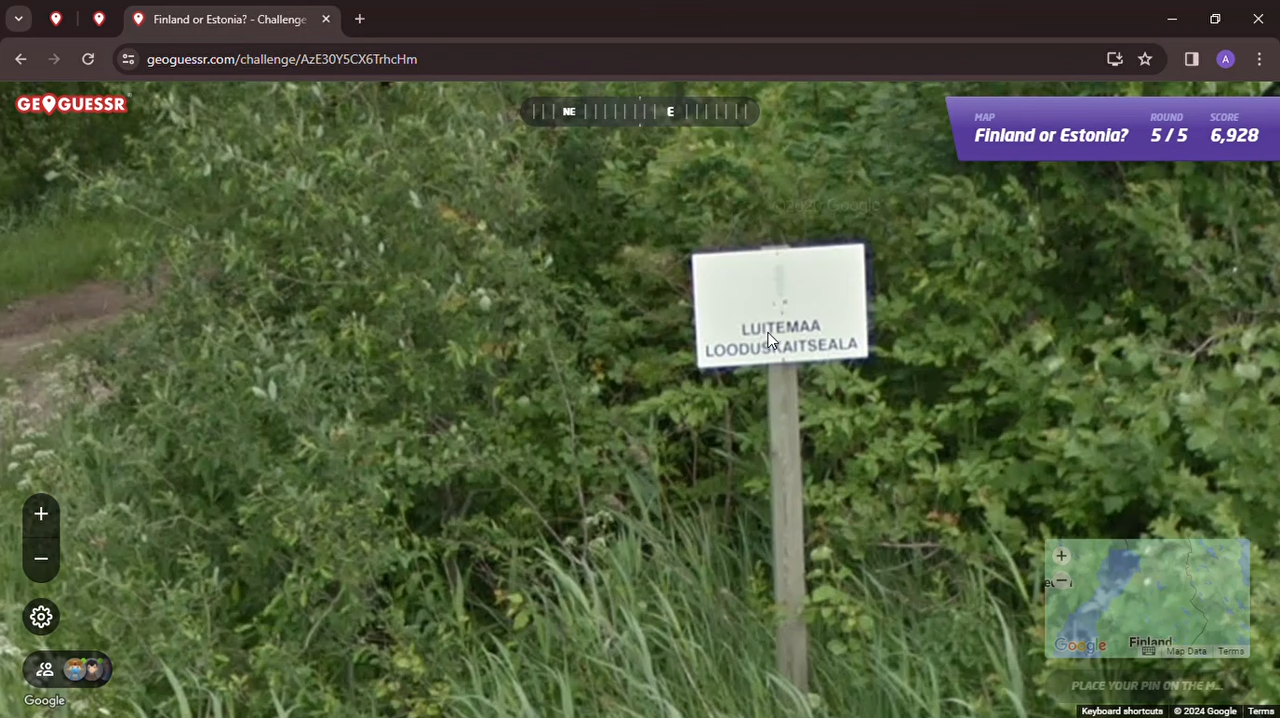 Finland or Estonia? - Challenge
geoguessr.com/challenge/AzE30Y5CX6TrhcHm
A
GEOGUESSR
NE
E
MAP
ROUND
SCORE
Finland or Estonia?
5 / 5
6,928
LUITEMAA
LOODUSKAITSEALA
Finland
Google
Map Data
Terms
PLACE YOUR PIN ON THE M...
Google
Keyboard shortcuts
© 2024 Google
Terms